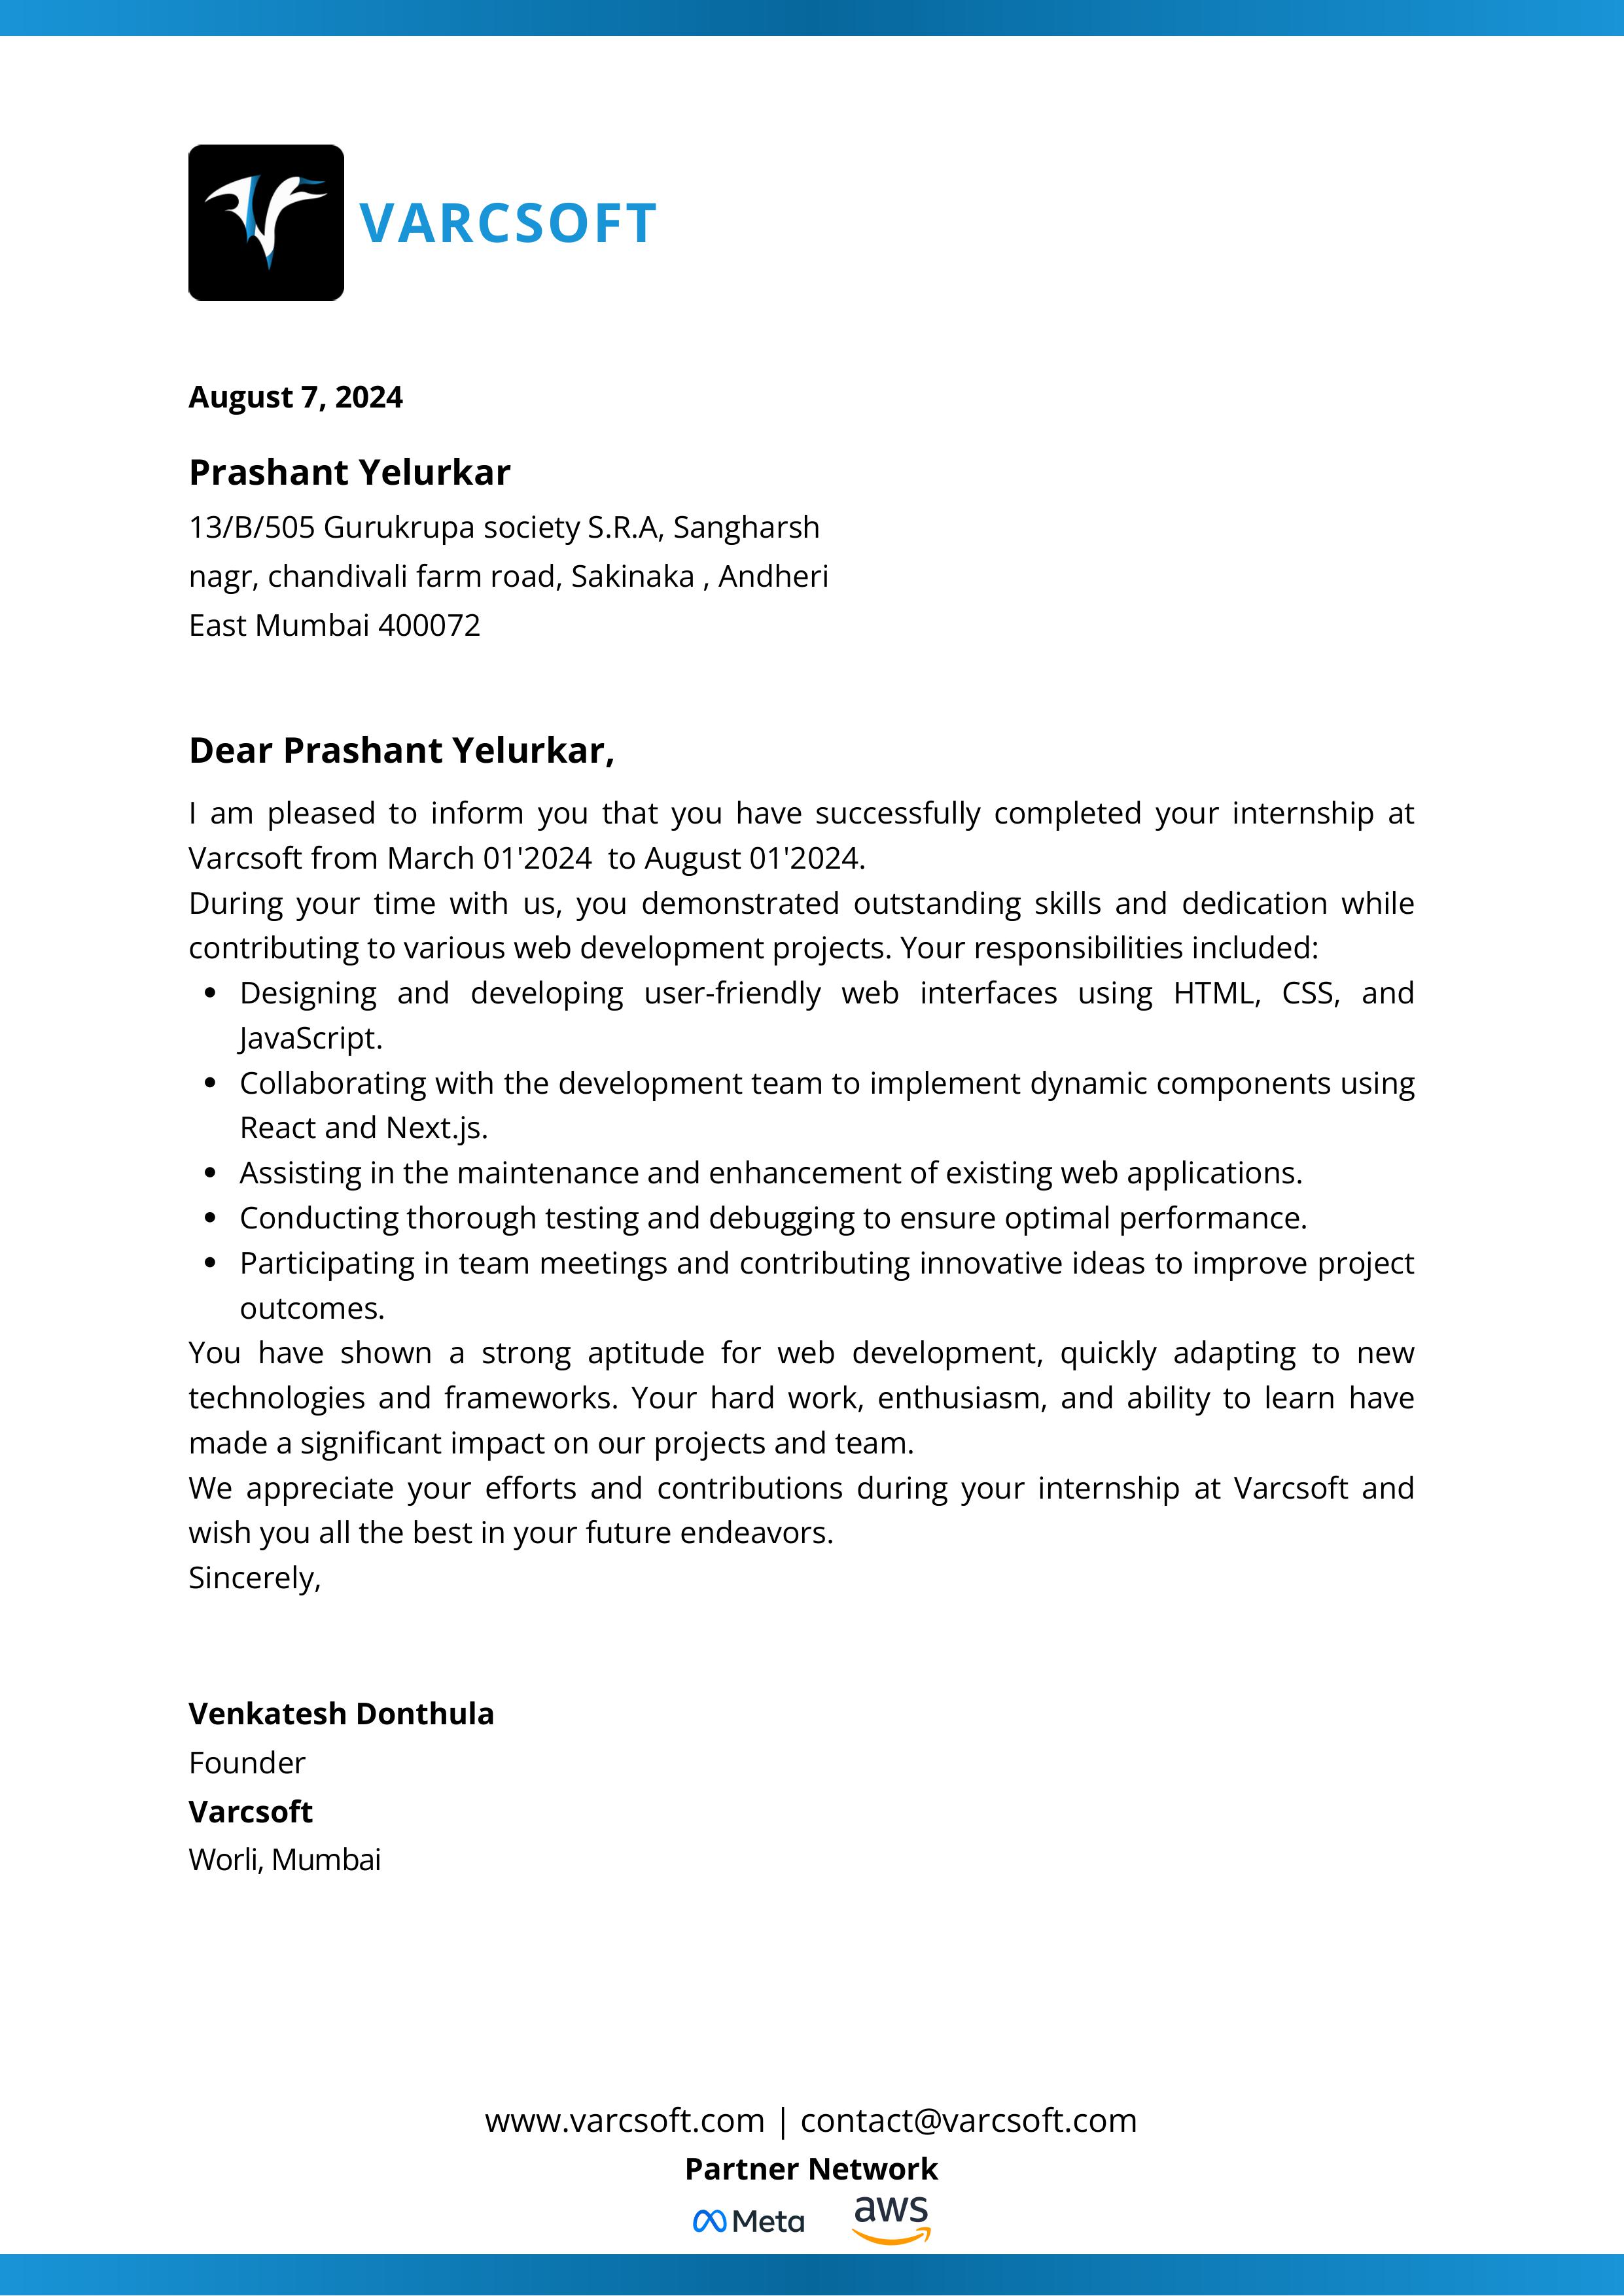 VARCSOFT
August 7, 2024
Prashant Yelurkar
13/B/505 Gurukrupa society S.R.A, Sangharsh
nagr, chandivali farm road, Sakinaka , Andheri
East Mumbai 400072
Dear Prashant Yelurkar,
I am pleased to inform you that you have successfully completed your internship at
Varcsoft from March 01'2024  to August 01'2024.
During your time with us, you demonstrated outstanding skills and dedication while
contributing to various web development projects. Your responsibilities included:
• Designing and developing user-friendly web interfaces using HTML, CSS, and
JavaScript.
• Collaborating with the development team to implement dynamic components using
React and Next.js.
• Assisting in the maintenance and enhancement of existing web applications.
• Conducting thorough testing and debugging to ensure optimal performance.
• Participating in team meetings and contributing innovative ideas to improve project
outcomes.
You have shown a strong aptitude for web development, quickly adapting to new
technologies and frameworks. Your hard work, enthusiasm, and ability to learn have
made a significant impact on our projects and team.
We appreciate your efforts and contributions during your internship at Varcsoft and
wish you all the best in your future endeavors.
Sincerely,
Venkatesh Donthula
Founder
Varcsoft
Worli, Mumbai
www.varcsoft.com | contact@varcsoft.com
Partner Network
Meta aws